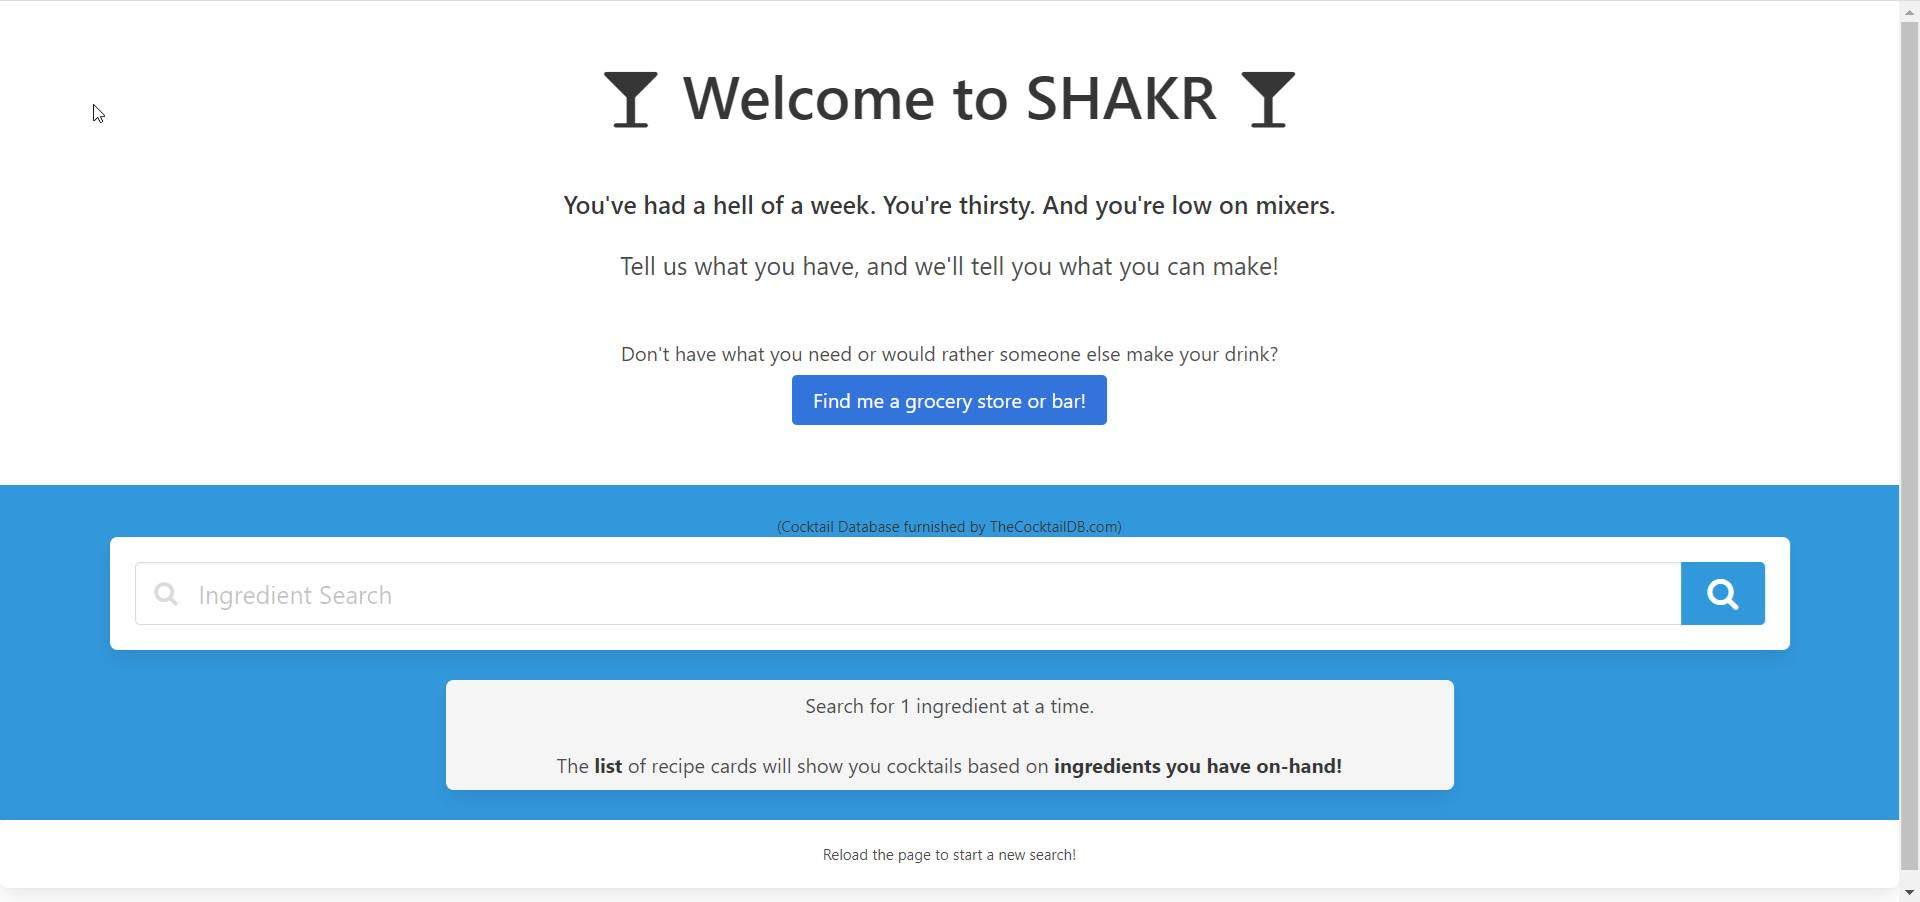 Welcome to SHAKR
You've had a hell of a week. You're thirsty. And you're low on mixers.
Tell us what you have, and we'll tell you what you can make!
Don't have what you need or would rather someone else make your drink?
Find me a grocery store or bar!
(Cocktail Database furnished by TheCocktailDB.com)
Ingredient Search
Search for 1 ingredient at a time.
The list of recipe cards will show you cocktails based on ingredients you have on-hand!
Reload the page to start a new search!